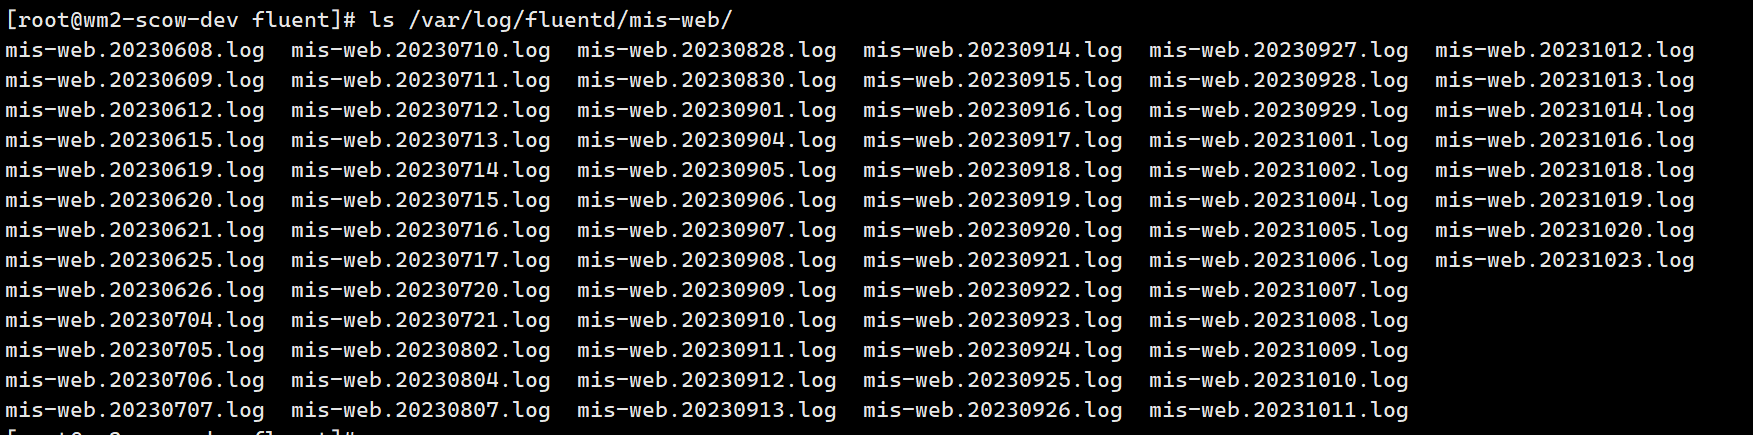 [root@wm2-scow-dev fluent]# ls /var/log/fluentd/mis-web/
mis-web.20230608.log  mis-web.20230710.log  mis-web.20230828.log  mis-web.20230914.log  mis-web.20230927.log  mis-web.20231012.log
mis-web.20230609.log  mis-web.20230711.log  mis-web.20230830.log  mis-web.20230915.log  mis-web.20230928.log  mis-web.20231013.log
mis-web.20230612.log  mis-web.20230712.log  mis-web.20230901.log  mis-web.20230916.log  mis-web.20230929.log  mis-web.20231014.log
mis-web.20230615.log  mis-web.20230713.log  mis-web.20230904.log  mis-web.20230917.log  mis-web.20231001.log  mis-web.20231016.log
mis-web.20230619.log  mis-web.20230714.log  mis-web.20230905.log  mis-web.20230918.log  mis-web.20231002.log  mis-web.20231018.log
mis-web.20230620.log  mis-web.20230715.log  mis-web.20230906.log  mis-web.20230919.log  mis-web.20231004.log  mis-web.20231019.log
mis-web.20230621.log  mis-web.20230716.log  mis-web.20230907.log  mis-web.20230920.log  mis-web.20231005.log  mis-web.20231020.log
mis-web.20230625.log  mis-web.20230717.log  mis-web.20230908.log  mis-web.20230921.log  mis-web.20231006.log  mis-web.20231023.log
mis-web.20230626.log  mis-web.20230720.log  mis-web.20230909.log  mis-web.20230922.log  mis-web.20231007.log
mis-web.20230704.log  mis-web.20230721.log  mis-web.20230910.log  mis-web.20230923.log  mis-web.20231008.log
mis-web.20230705.log  mis-web.20230802.log  mis-web.20230911.log  mis-web.20230924.log  mis-web.20231009.log
mis-web.20230706.log  mis-web.20230804.log  mis-web.20230912.log  mis-web.20230925.log  mis-web.20231010.log
mis-web.20230707.log  mis-web.20230807.log  mis-web.20230913.log  mis-web.20230926.log  mis-web.20231011.log